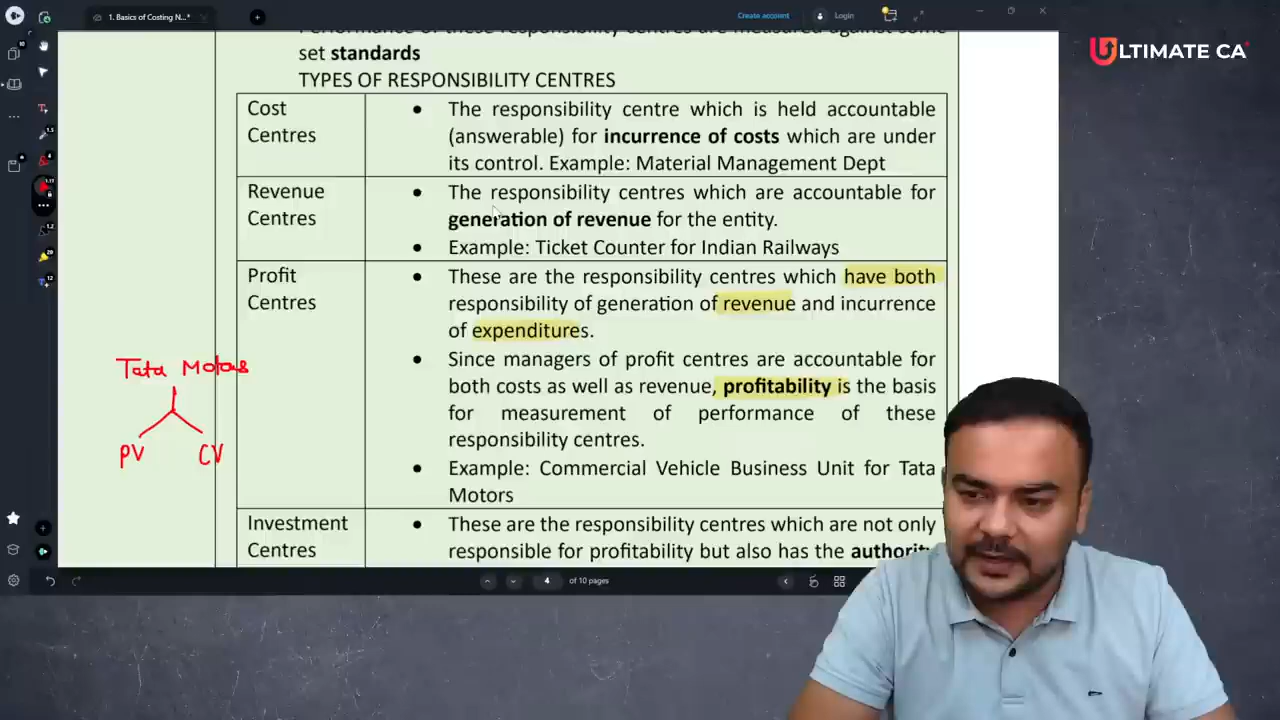 1. Basics of Costing N...*
Create account
Login
ULTIMATE CA
set standards
TYPES OF RESPONSIBILITY CENTRES
Cost
Centres
• The responsibility centre which is held accountable
(answerable) for incurrence of costs which are under
its control. Example: Material Management Dept
Revenue
Centres
• The responsibility centres which are accountable for
generation of revenue for the entity.
• Example: Ticket Counter for Indian Railways
Profit
Centres
• These are the responsibility centres which have both
responsibility of generation of revenue and incurrence
of expenditures.
• Since managers of profit centres are accountable for
both costs as well as revenue, profitability is the basis
for measurement of performance of these
responsibility centres.
• Example: Commercial Vehicle Business Unit for Tata
Motors
Tata Motors
PV CV
Investment
Centres
• These are the responsibility centres which are not only
responsible for profitability but also has the authority
4 of 10 pages